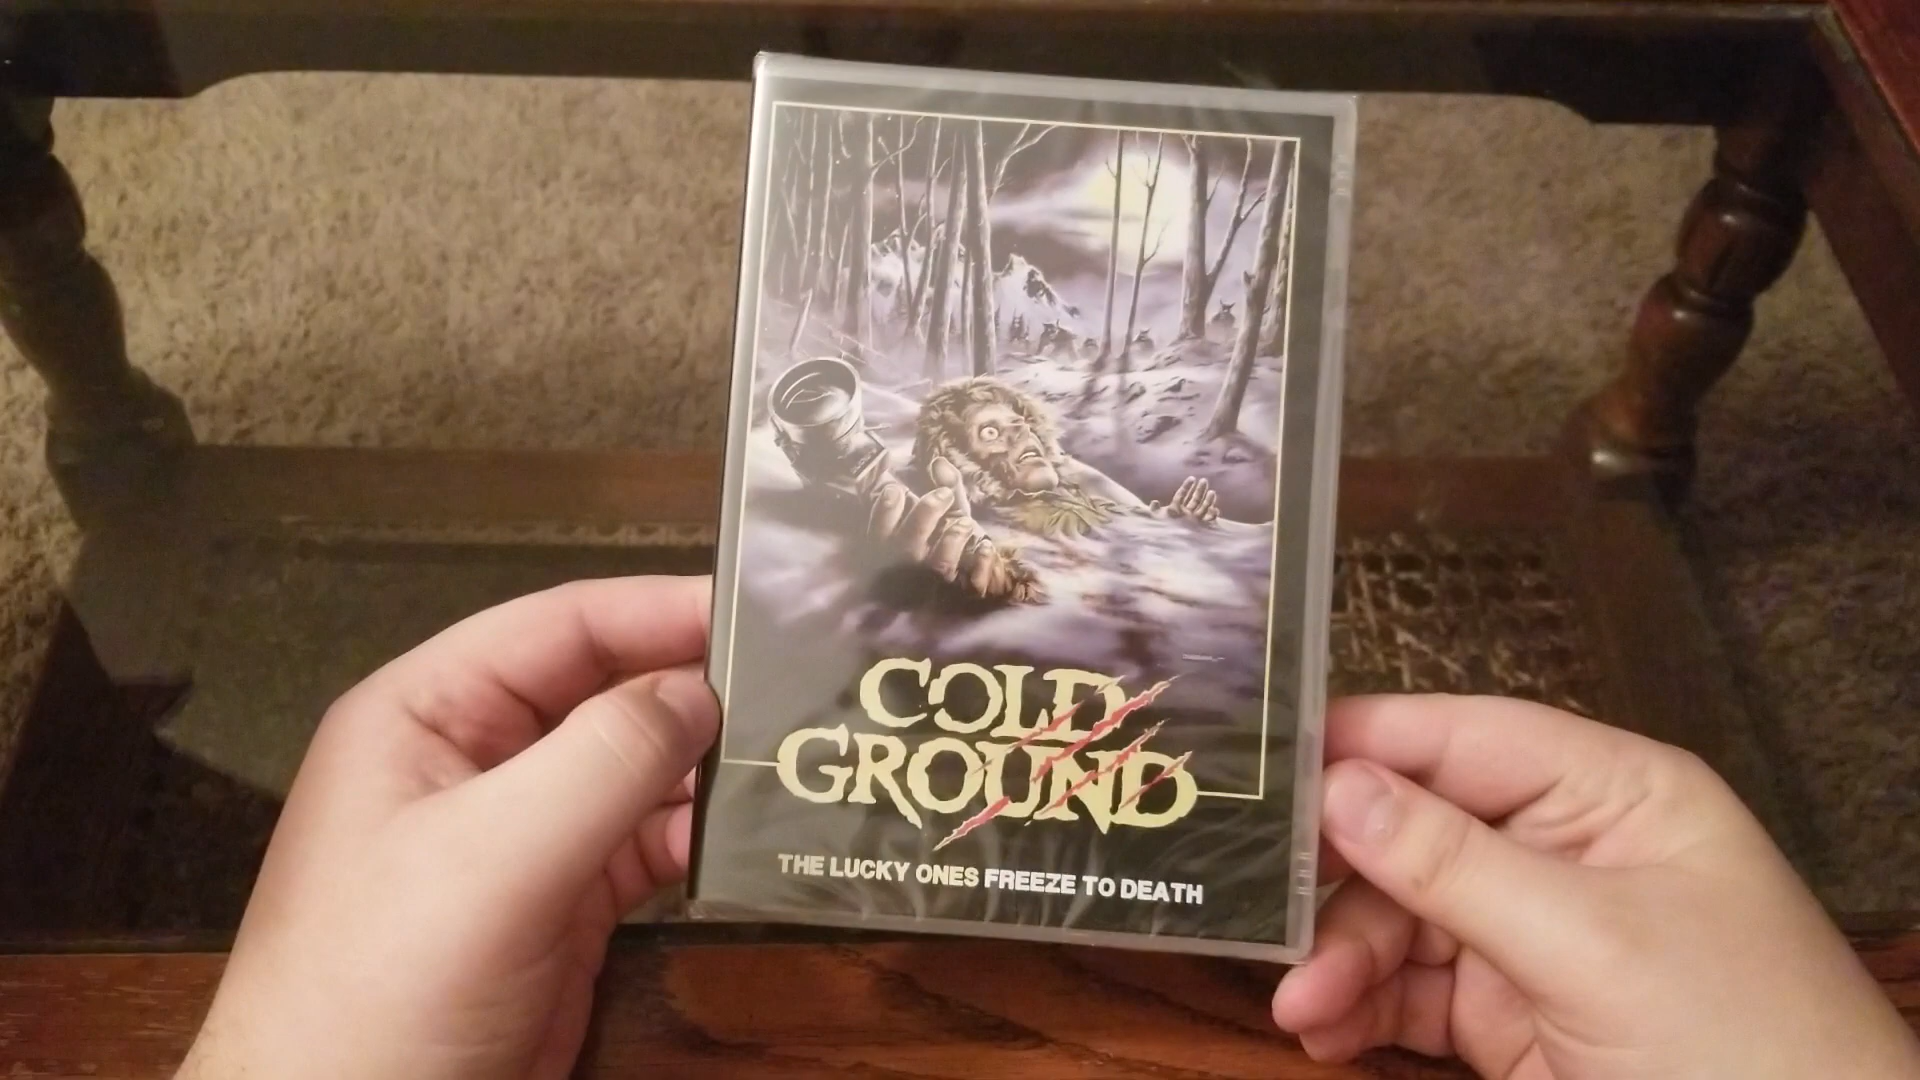 COLD
GROUND
THE LUCKY ONES FREEZE TO DEATH